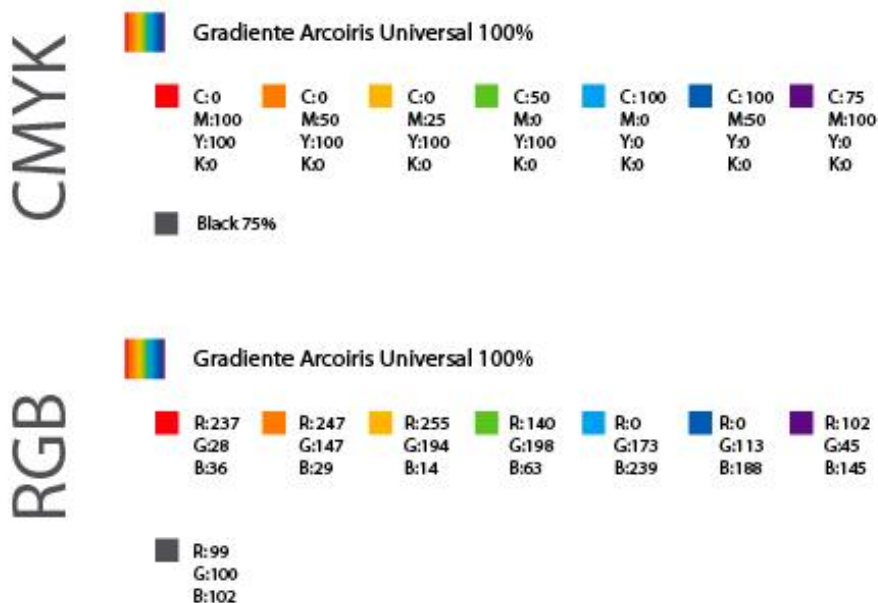 CMYK
Gradiente Arcoiris Universal 100%
C:0 C:0 C:0 C:50 C:100 C:100 C:75
M:100 M:50 M:25 M:0 M:0 M:50 M:100
Y:100 Y:100 Y:100 Y:100 Y:0 Y:0 Y:0
K:0 K:0 K:0 K:0 K:0 K:0 K:0
Black 75%
RGB
Gradiente Arcoiris Universal 100%
R:237 R:247 R:255 R:140 R:0 R:0 R:102
G:28 G:147 G:194 G:198 G:173 G:113 G:45
B:36 B:29 B:14 B:63 B:239 B:188 B:145
R:99
G:100
B:102